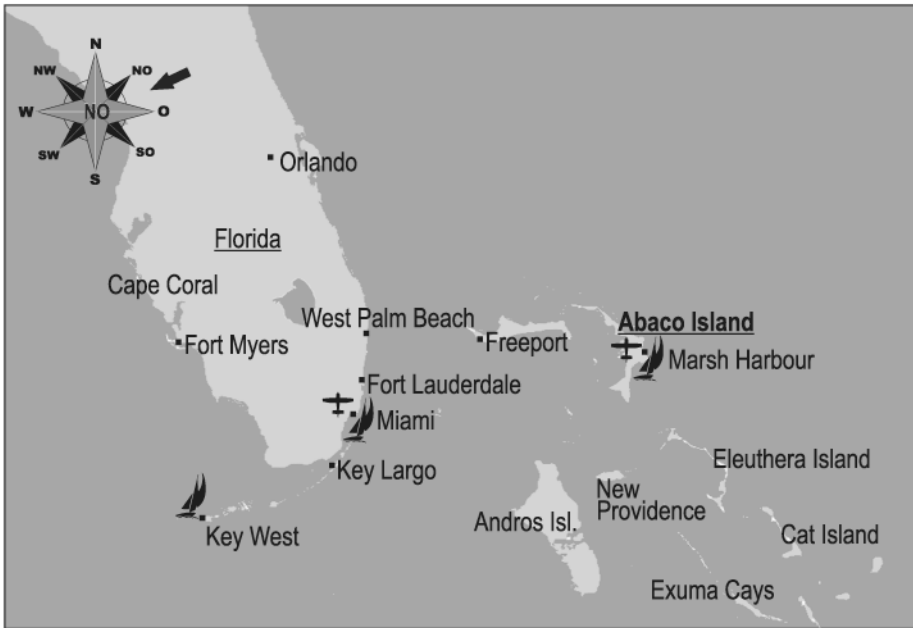 N
NW
NO
W
NO
O
SW
SO
S
Orlando
Florida
Cape Coral
West Palm Beach
Abaco Island
Fort Myers
Freeport
Marsh Harbour
Fort Lauderdale
Miami
Key Largo
Eleuthera Island
New
Providence
Andros Isl.
Key West
Cat Island
Exuma Cays